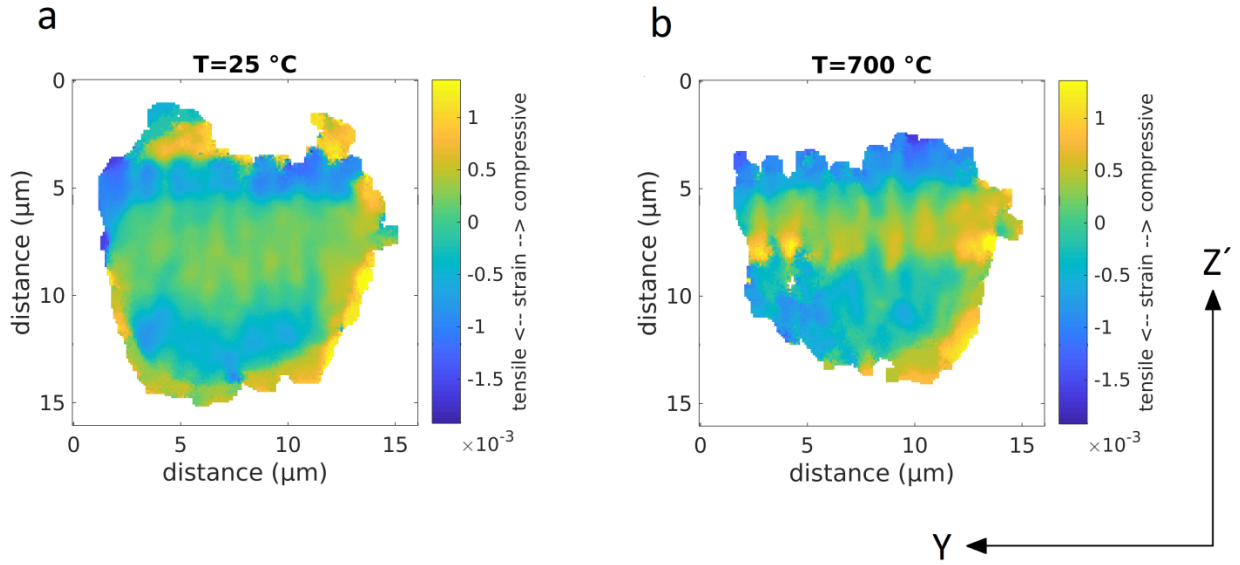 a
T=25 °C
0
5
10
15
distance (µm)
0
5
10
15
distance (µm)
1
0.5
0
-0.5
-1
-1.5
×10⁻³
tensile <-- strain --> compressive
b
T=700 °C
0
5
10
15
distance (µm)
0
5
10
15
distance (µm)
1
0.5
0
-0.5
-1
-1.5
×10⁻³
tensile <-- strain --> compressive
Z´
Y